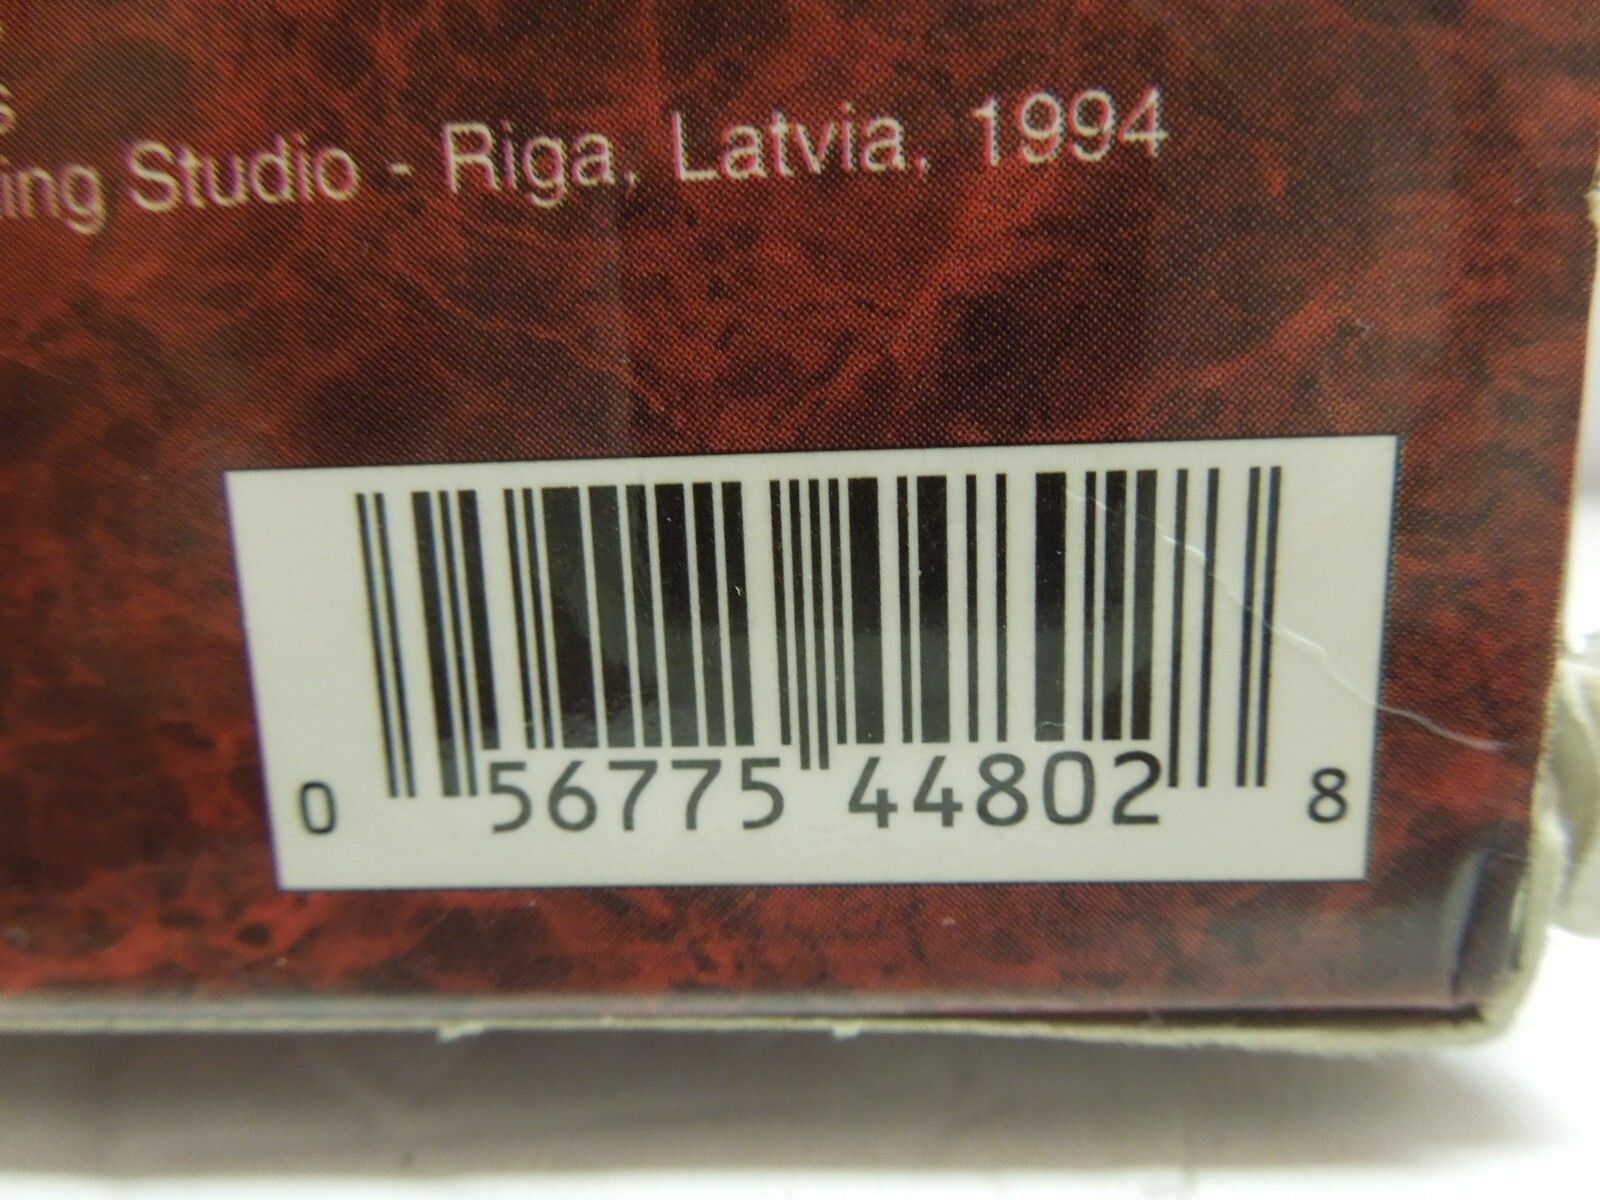 ing Studio - Riga, Latvia, 1994
0 56775 44802 8